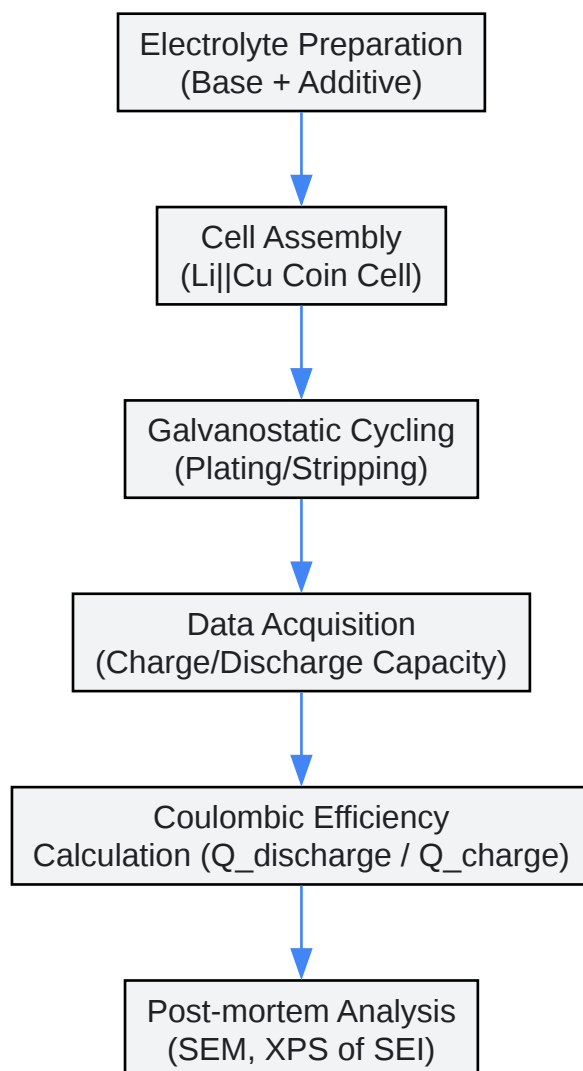 Electrolyte Preparation
(Base + Additive)
Cell Assembly
(Li||Cu Coin Cell)
Galvanostatic Cycling
(Plating/Stripping)
Data Acquisition
(Charge/Discharge Capacity)
Coulombic Efficiency
Calculation (Q_discharge / Q_charge)
Post-mortem Analysis
(SEM, XPS of SEI)